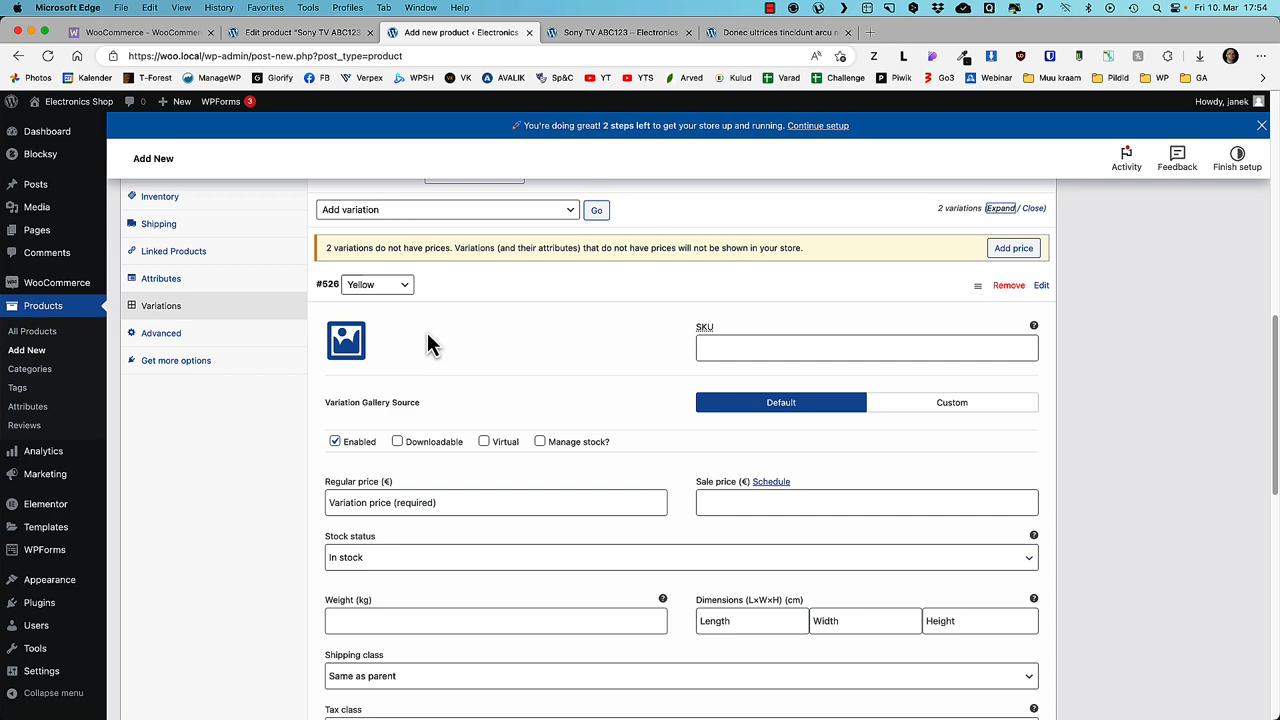 Microsoft Edge File Edit View History Favorites Tools Profiles Tab Window Help Fr 10. Mar 17:54
WooCommerce ‹ WooCommerc × Edit product "Sony TV ABC123 × Add new product ‹ Electronics × Sony TV ABC123 – Electronics × Donec ultrices tincidunt arcu n ×
https://woo.local/wp-admin/post-new.php?post_type=product
Photos Kalender T-Forest ManageWP Glorify FB Verpex WPSH VK AVALIK Sp&C YT YTS Arved Kulud Varad Challenge Piwik GoS Webinar Muu kraam Pildid WP GA
Electronics Shop 0 New WPForms 3 Howdy, janek
You're doing great! 2 steps left to get your store up and running. Continue setup
Dashboard
Blocksy
Posts
Media
Pages
Comments
WooCommerce
Products
All Products
Add New
Categories
Tags
Attributes
Reviews
Analytics
Marketing
Elementor
Templates
WPForms
Appearance
Plugins
Users
Tools
Settings
Collapse menu
Add New
Activity
Feedback
Finish setup
Inventory
Shipping
Linked Products
Attributes
Variations
Advanced
Get more options
Add variation Go 2 variations (Expand / Close)
2 variations do not have prices. Variations (and their attributes) that do not have prices will not be shown in your store. Add price
#526 Yellow Remove Edit
SKU
Variation Gallery Source Default Custom
Enabled Downloadable Virtual Manage stock?
Regular price (€) Sale price (€) Schedule
Variation price (required)
Stock status
In stock
Weight (kg) Dimensions (L×W×H) (cm)
Length Width Height
Shipping class
Same as parent
Tax class